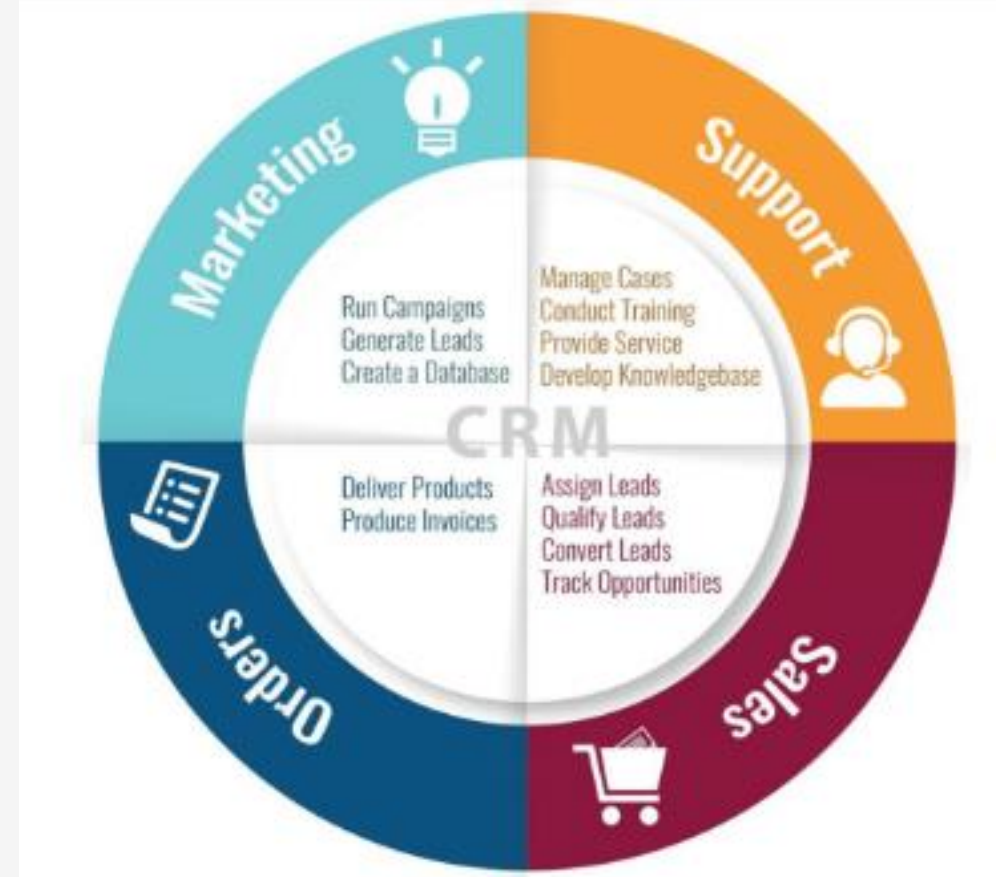 Marketing
Support
Run Campaigns
Generate Leads
Create a Database
Manage Cases
Conduct Training
Provide Service
Develop Knowledgebase
CRM
Deliver Products
Produce Invoices
Assign Leads
Qualify Leads
Convert Leads
Track Opportunities
Orders
Sales